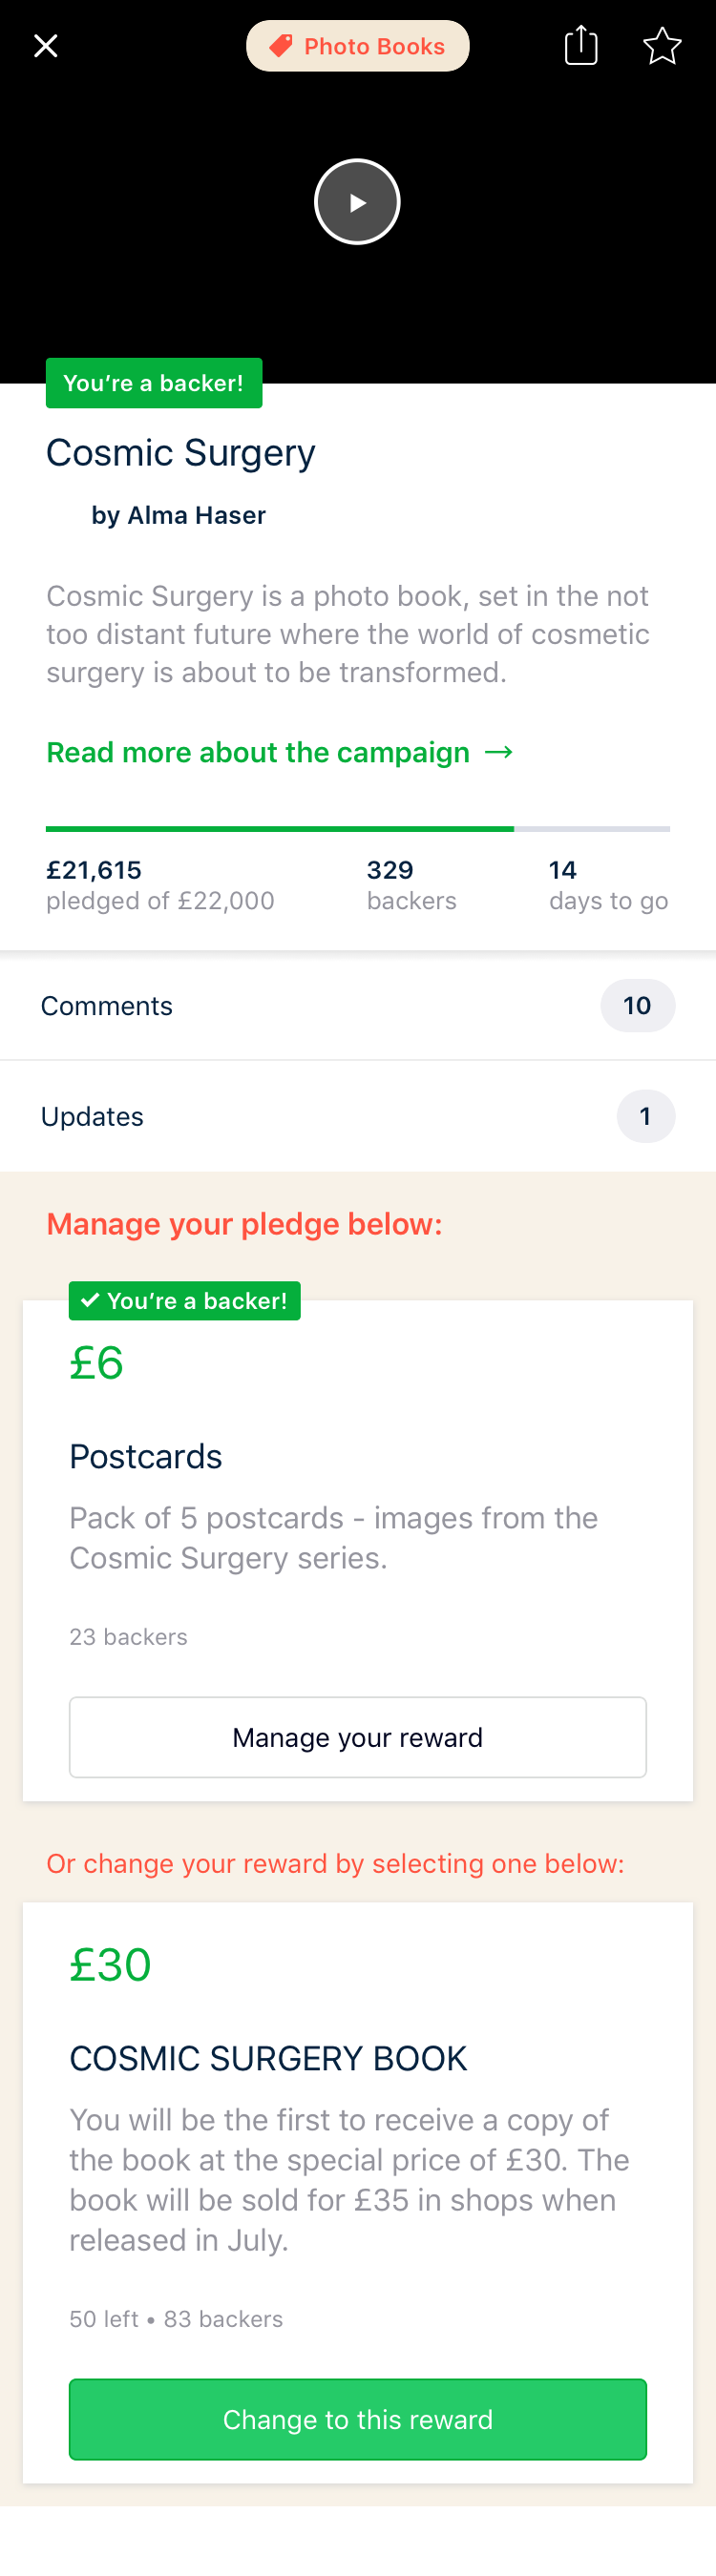 Photo Books
You’re a backer!
Cosmic Surgery
by Alma Haser
Cosmic Surgery is a photo book, set in the not
too distant future where the world of cosmetic
surgery is about to be transformed.
Read more about the campaign →
£21,615
pledged of £22,000
329
backers
14
days to go
Comments
10
Updates
1
Manage your pledge below:
✓ You’re a backer!
£6
Postcards
Pack of 5 postcards - images from the
Cosmic Surgery series.
23 backers
Manage your reward
Or change your reward by selecting one below:
£30
COSMIC SURGERY BOOK
You will be the first to receive a copy of
the book at the special price of £30. The
book will be sold for £35 in shops when
released in July.
50 left • 83 backers
Change to this reward